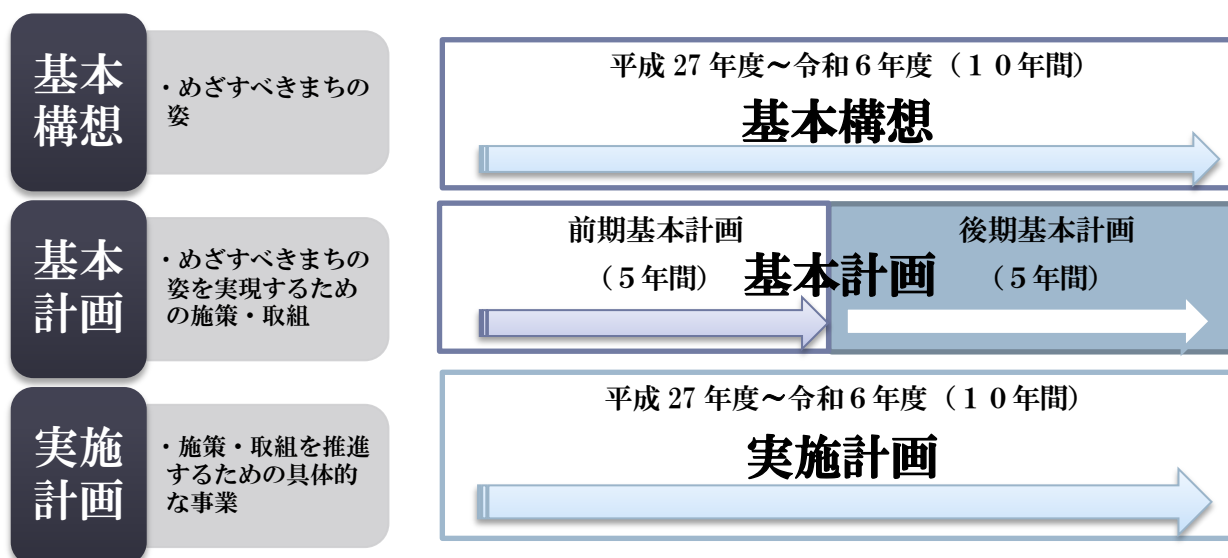 基本
構想
・めざすべきまちの
姿
平成 27 年度～令和６年度（１０年間）
基本構想
基本
計画
・めざすべきまちの
姿を実現するため
の施策・取組
前期基本計画
（５年間）
基本計画
後期基本計画
（５年間）
実施
計画
・施策・取組を推進
するための具体的
な事業
平成 27 年度～令和６年度（１０年間）
実施計画